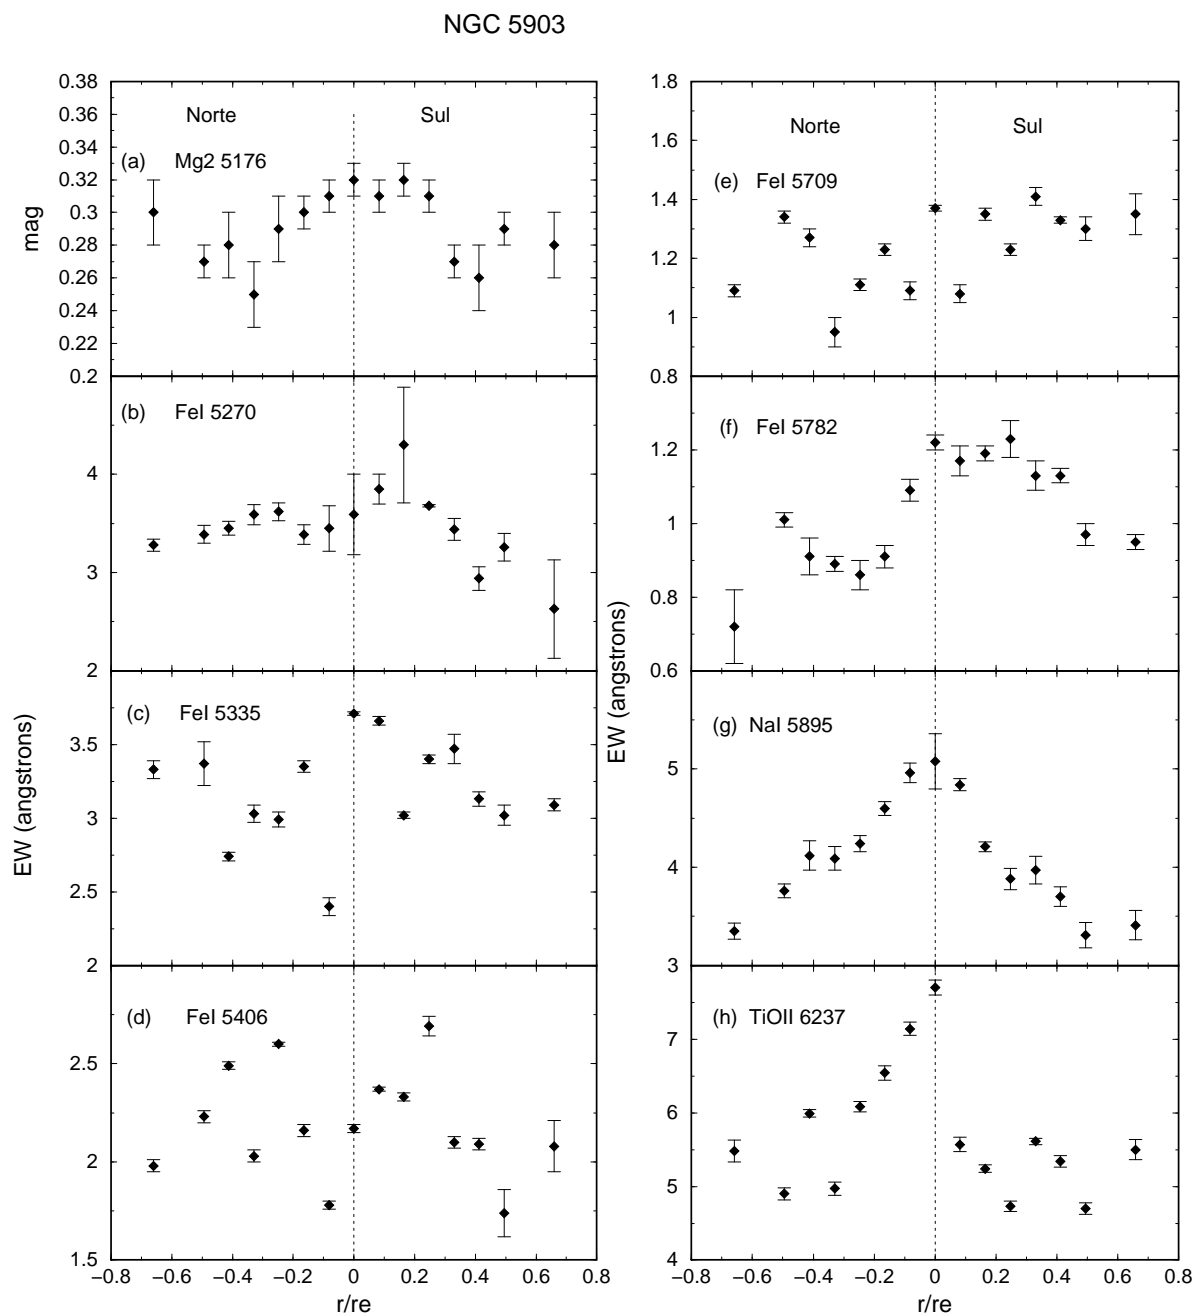 NGC 5903
0.38
0.36
0.34
0.32
0.3
0.28
0.26
0.24
0.22
0.2
mag
Norte
Sul
(a) Mg2 5176
4
3
2
(b) FeI 5270
3.5
3
2.5
2
EW (angstrons)
(c) FeI 5335
2.5
2
1.5
(d) FeI 5406
−0.8 −0.6 −0.4 −0.2 0 0.2 0.4 0.6 0.8
r/re
1.8
1.6
1.4
1.2
1
0.8
Norte
Sul
(e) FeI 5709
1.2
1
0.8
0.6
(f) FeI 5782
EW (angstrons)
5
4
3
(g) NaI 5895
7
6
5
4
(h) TiOII 6237
−0.8 −0.6 −0.4 −0.2 0 0.2 0.4 0.6 0.8
r/re